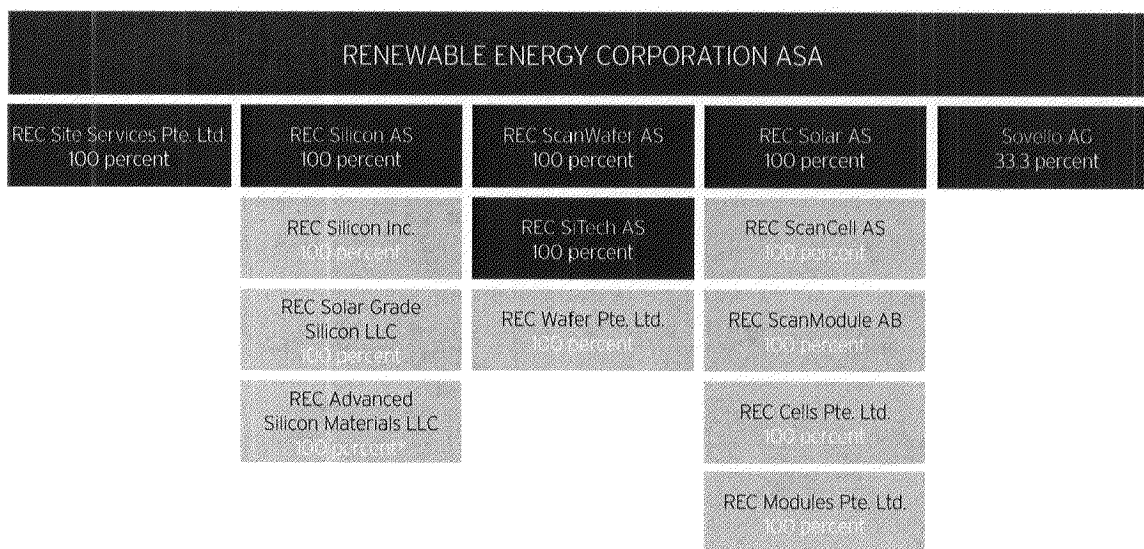 RENEWABLE ENERGY CORPORATION ASA
REC Site Services Pte. Ltd.
100 percent
REC Silicon AS
100 percent
REC ScanWafer AS
100 percent
REC Solar AS
100 percent
Sovello AG
33.3 percent
REC Silicon Inc.
100 percent
REC SiTech AS
100 percent
REC ScanCell AS
100 percent
REC Solar Grade
Silicon LLC
100 percent
REC Wafer Pte. Ltd.
100 percent
REC ScanModule AB
100 percent
REC Advanced
Silicon Materials LLC
100 percent
REC Cells Pte. Ltd.
100 percent
REC Modules Pte. Ltd.
100 percent